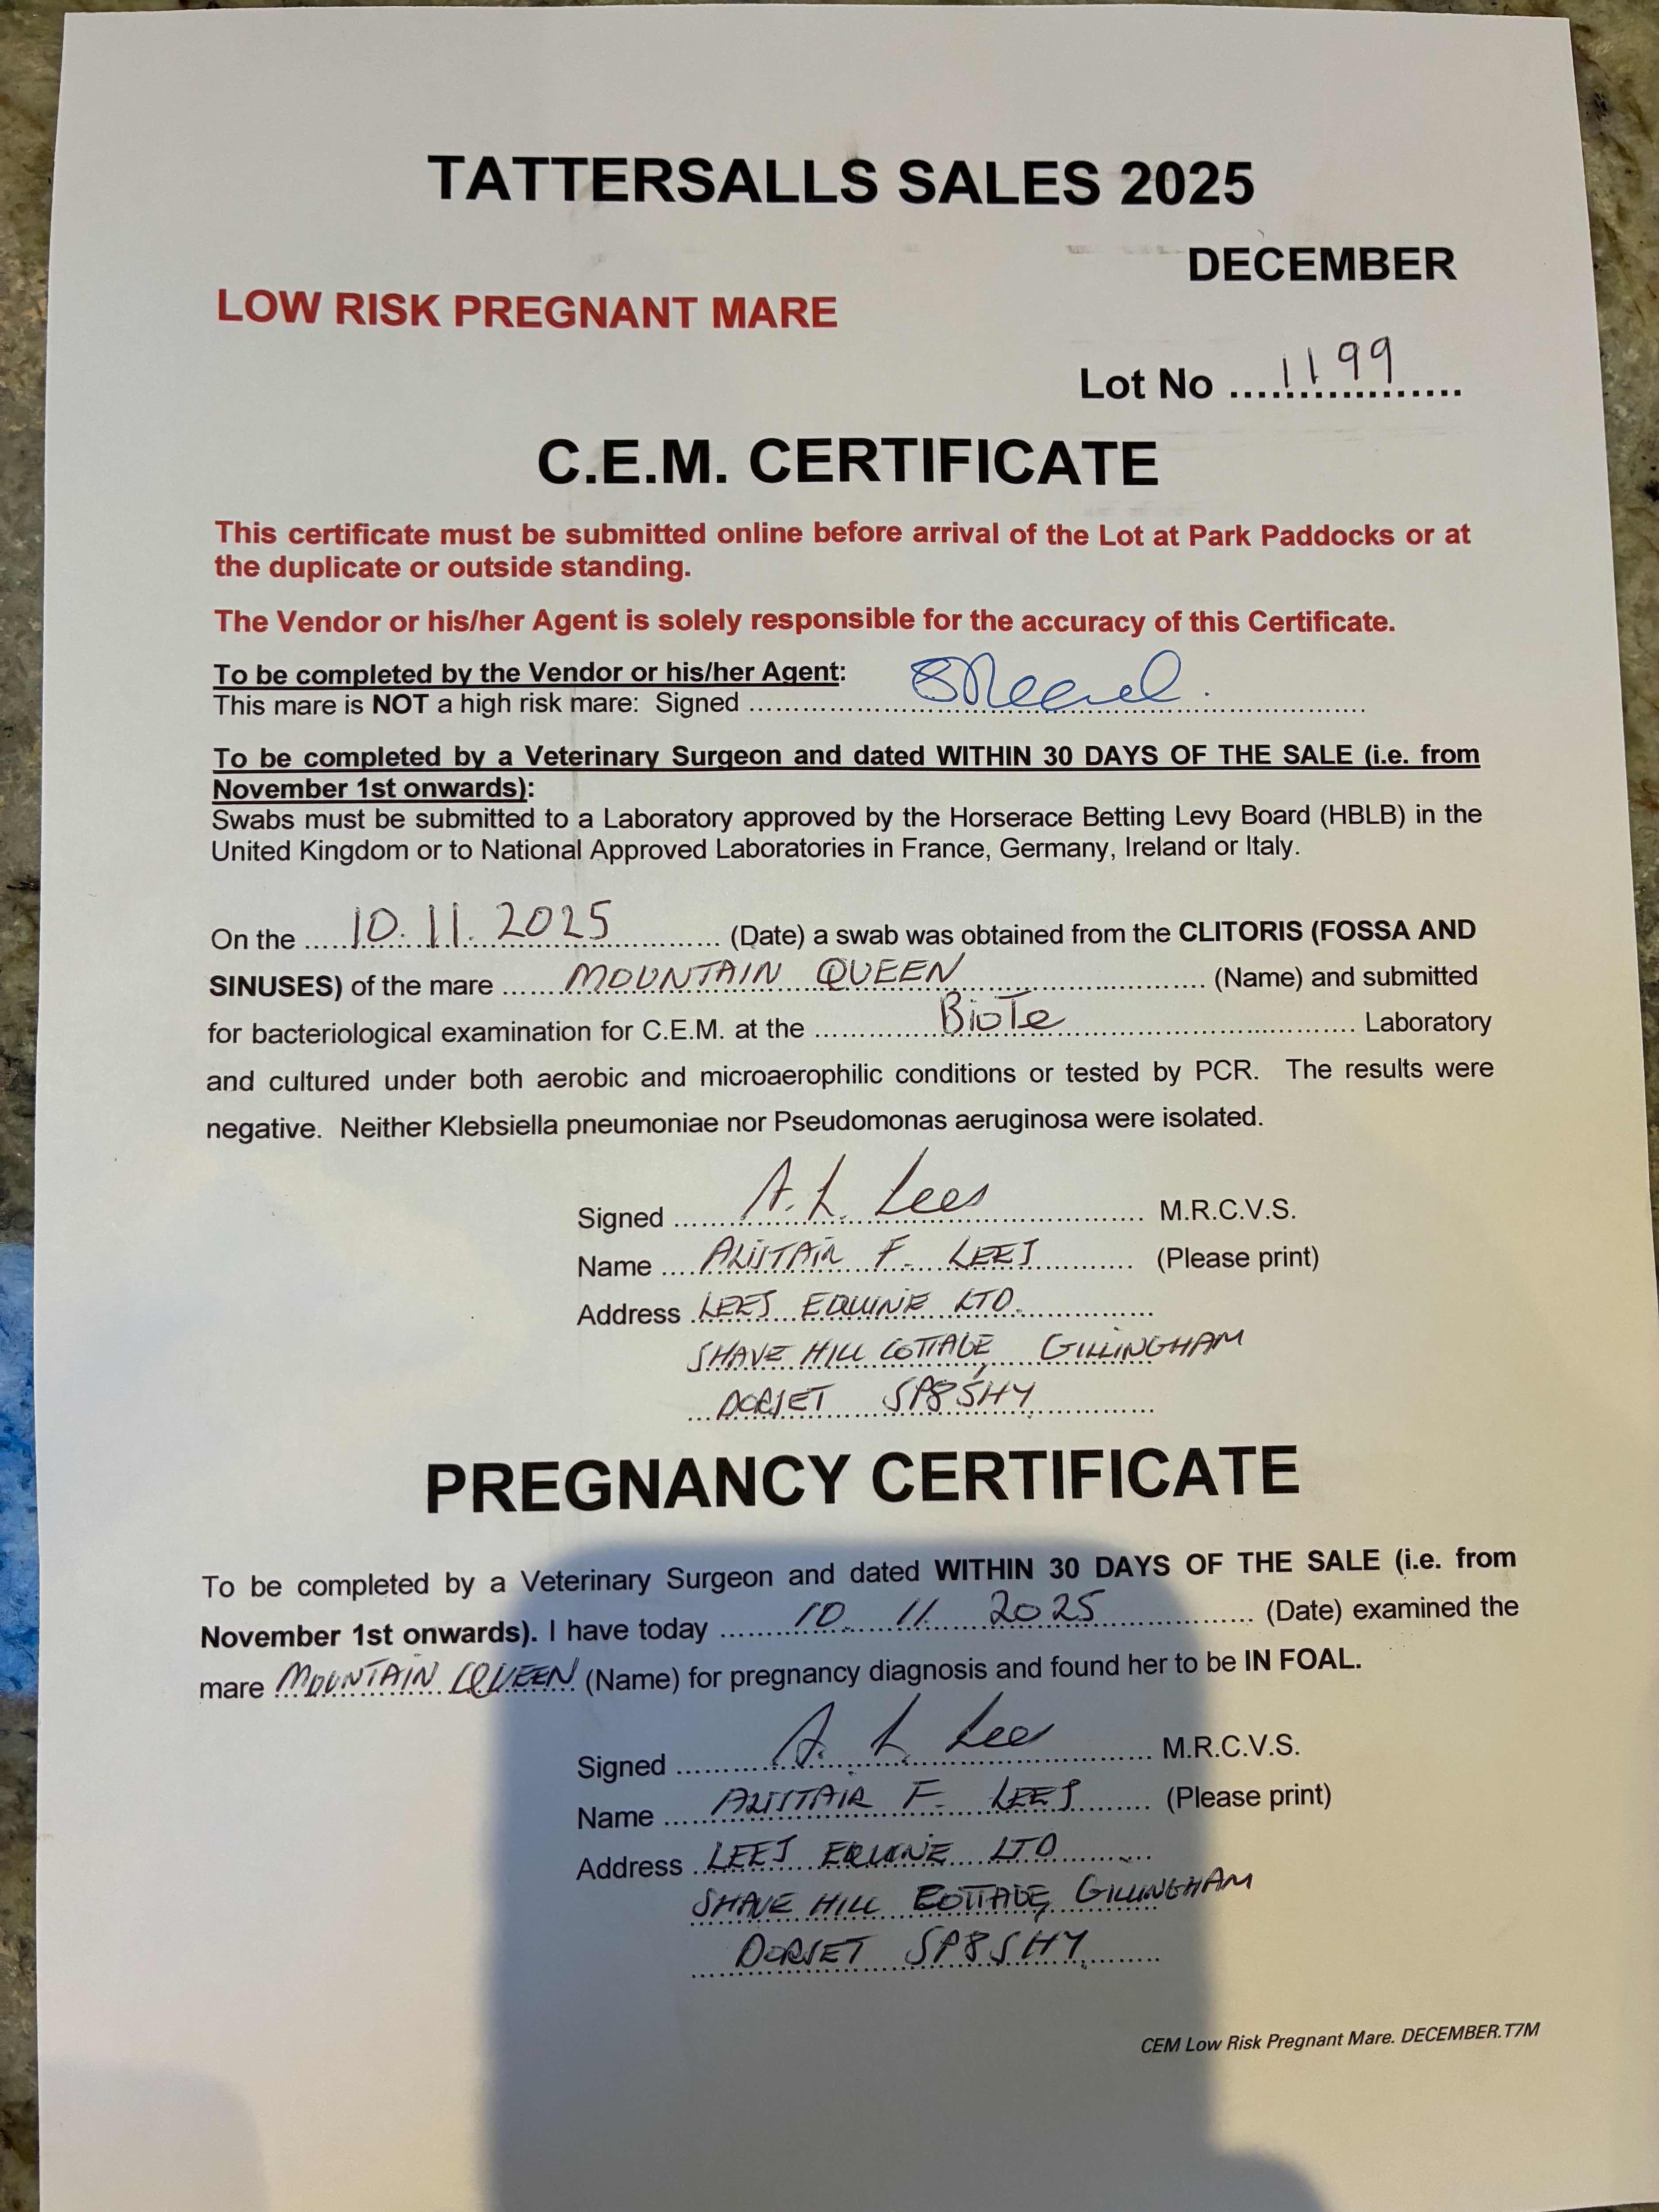 TATTERSALLS SALES 2025
DECEMBER
LOW RISK PREGNANT MARE
Lot No ....1199....
C.E.M. CERTIFICATE
This certificate must be submitted online before arrival of the Lot at Park Paddocks or at
the duplicate or outside standing.
The Vendor or his/her Agent is solely responsible for the accuracy of this Certificate.
To be completed by the Vendor or his/her Agent:
This mare is NOT a high risk mare: Signed ........
To be completed by a Veterinary Surgeon and dated WITHIN 30 DAYS OF THE SALE (i.e. from
November 1st onwards):
Swabs must be submitted to a Laboratory approved by the Horserace Betting Levy Board (HBLB) in the
United Kingdom or to National Approved Laboratories in France, Germany, Ireland or Italy.
On the ....10.11.2025.... (Date) a swab was obtained from the CLITORIS (FOSSA AND
SINUSES) of the mare ....MOUNTAIN QUEEN.... (Name) and submitted
for bacteriological examination for C.E.M. at the ....BioTe.... Laboratory
and cultured under both aerobic and microaerophilic conditions or tested by PCR. The results were
negative. Neither Klebsiella pneumoniae nor Pseudomonas aeruginosa were isolated.
Signed ....A. L. Lees.... M.R.C.V.S.
Name ....ALISTAIR F. LEES.... (Please print)
Address ..LEES EQUINE LTD...
SHAVE HILL COTTAGE, GILLINGHAM
...DORSET SP8 5HY....
PREGNANCY CERTIFICATE
To be completed by a Veterinary Surgeon and dated WITHIN 30 DAYS OF THE SALE (i.e. from
November 1st onwards). I have today ....10. 11. 2025.... (Date) examined the
mare ..MOUNTAIN QUEEN.. (Name) for pregnancy diagnosis and found her to be IN FOAL.
Signed ....A. L. Lees.... M.R.C.V.S.
Name ....ALISTAIR F. LEES.... (Please print)
Address ..LEES EQUINE LTD....
SHAVE HILL COTTAGE, GILLINGHAM
....DORSET SP8 5HY....
CEM Low Risk Pregnant Mare. DECEMBER.T7M